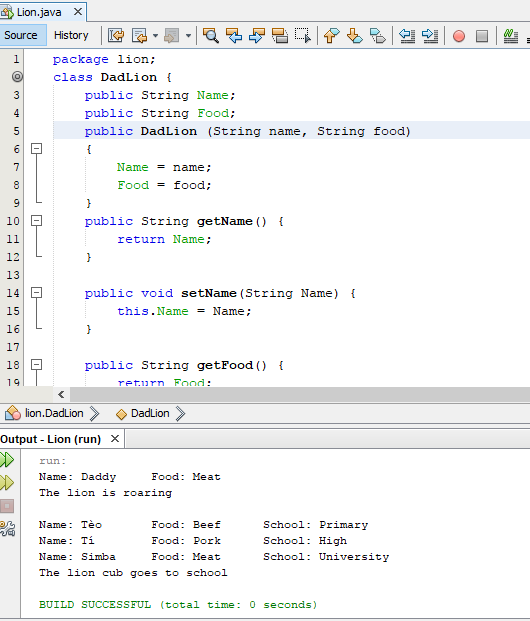 Lion.java
Source History
1 package lion;
class DadLion {
3 public String Name;
4 public String Food;
5 public DadLion (String name, String food)
6 {
7 Name = name;
8 Food = food;
9 }
10 public String getName() {
11 return Name;
12 }
13
14 public void setName(String Name) {
15 this.Name = Name;
16 }
17
18 public String getFood() {
19 return Food;
lion.DadLion DadLion
Output - Lion (run)
run:
Name: Daddy Food: Meat
The lion is roaring
Name: Tèo Food: Beef School: Primary
Name: Tí Food: Pork School: High
Name: Simba Food: Meat School: University
The lion cub goes to school
BUILD SUCCESSFUL (total time: 0 seconds)